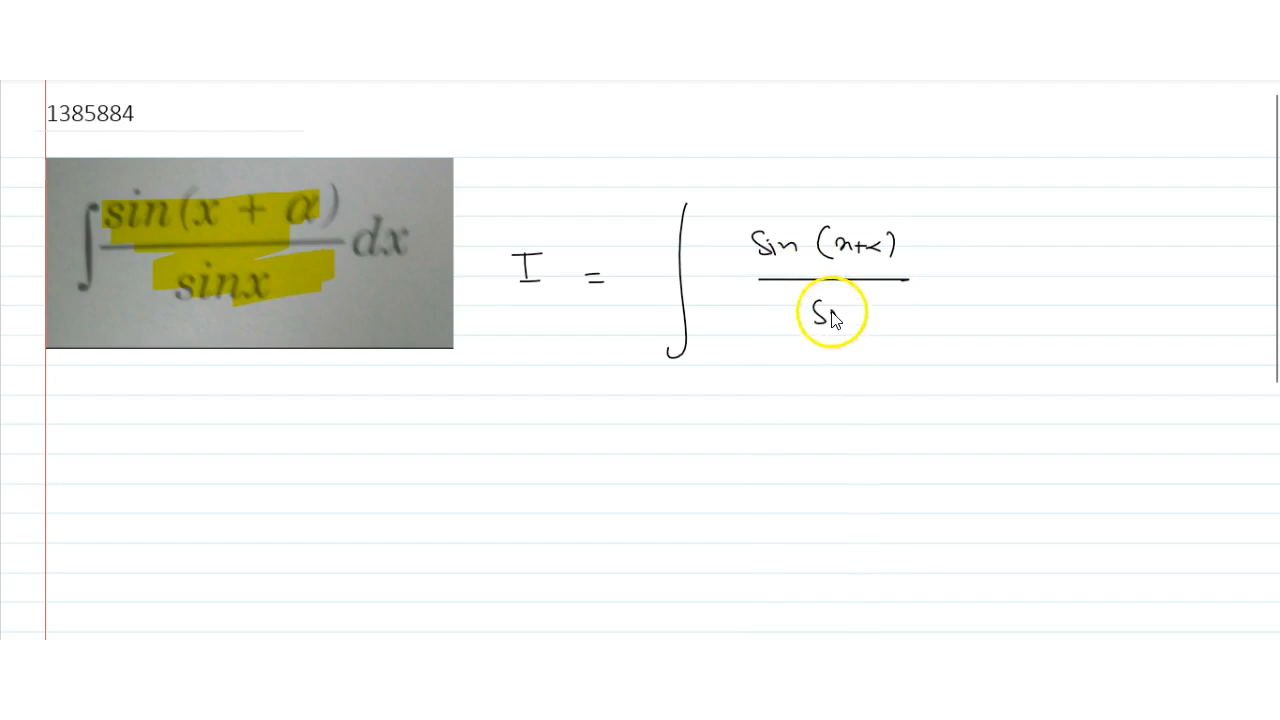 1385884
∫ sin(x + α) / sinx dx
I = ∫ sin (x+α) / S